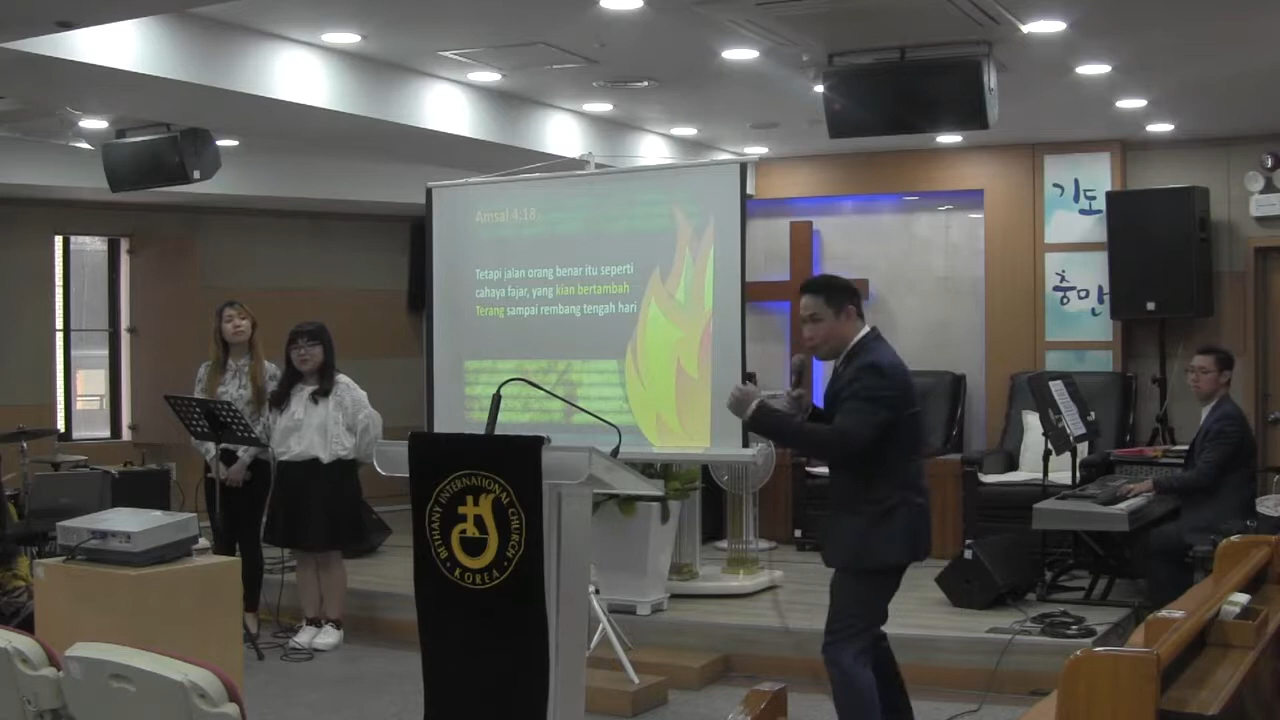 Amsal 4:18
Tetapi jalan orang benar itu seperti
cahaya fajar, yang kian bertambah
Terang sampai rembang tengah hari
기도
충만
BETHANY INTERNATIONAL CHURCH
KOREA